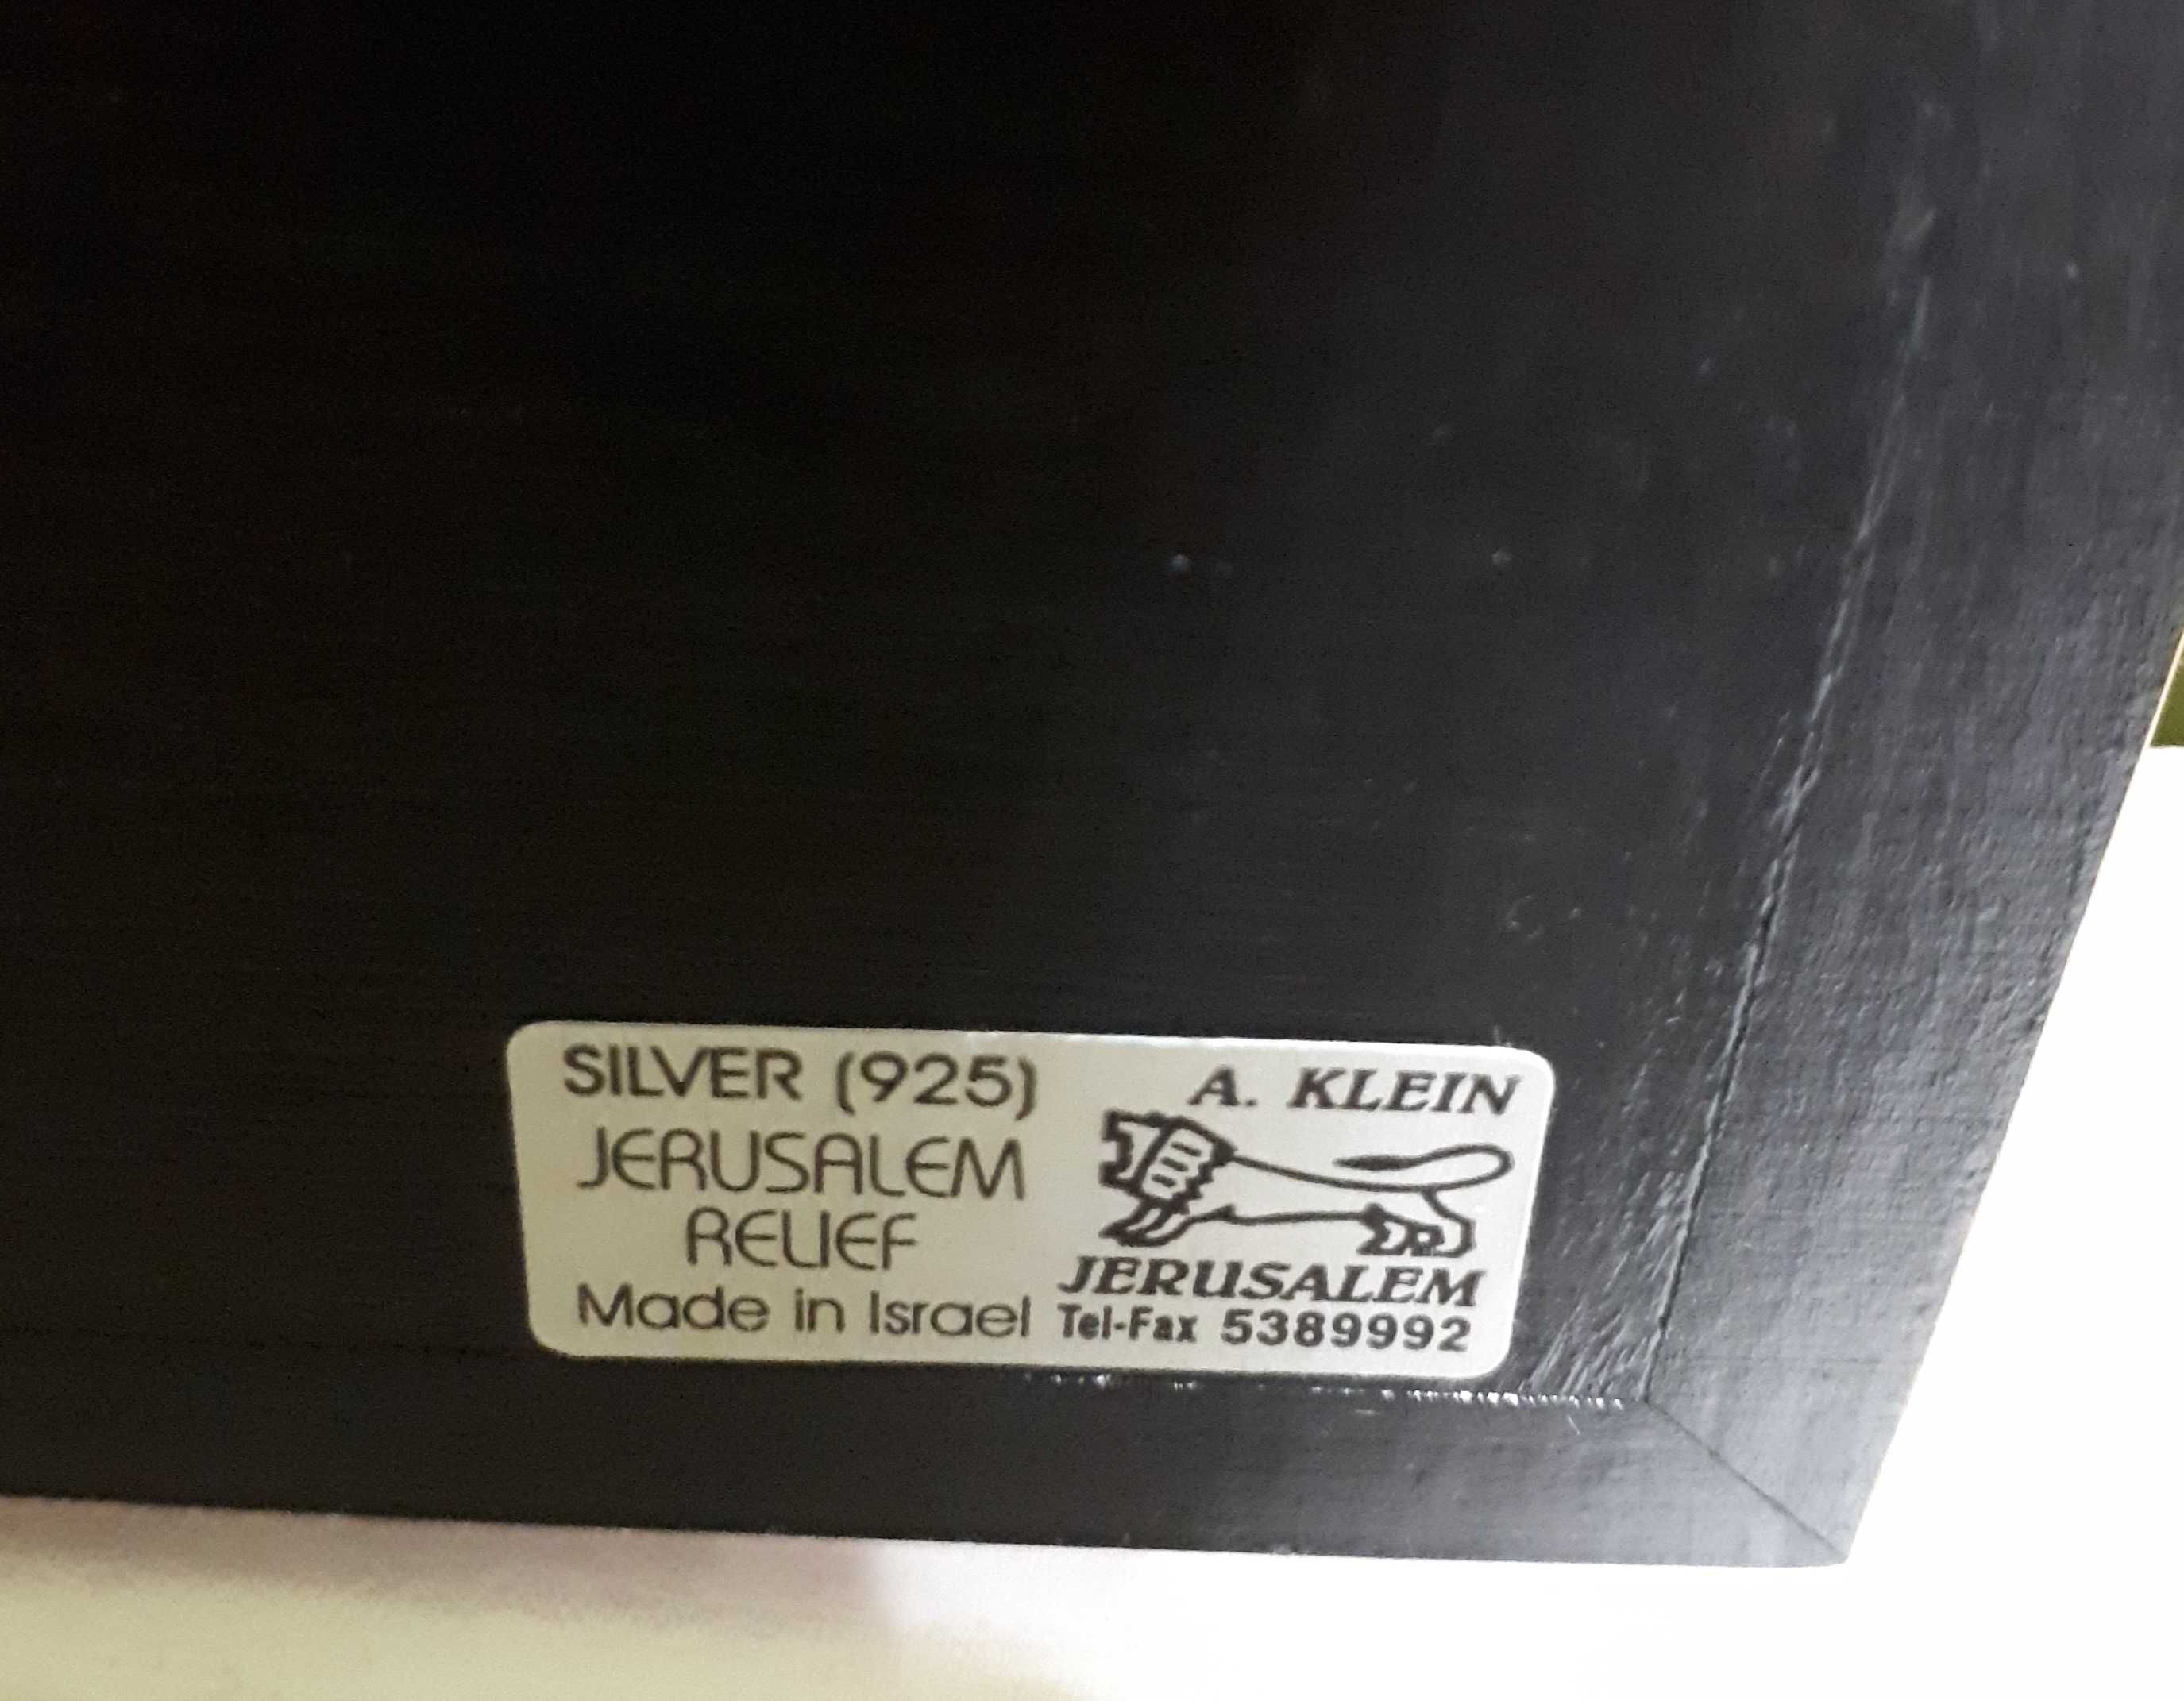 SILVER (925)
JERUSALEM
RELIEF
Made in Israel
A. KLEIN
JERUSALEM
Tel-Fax 5389992